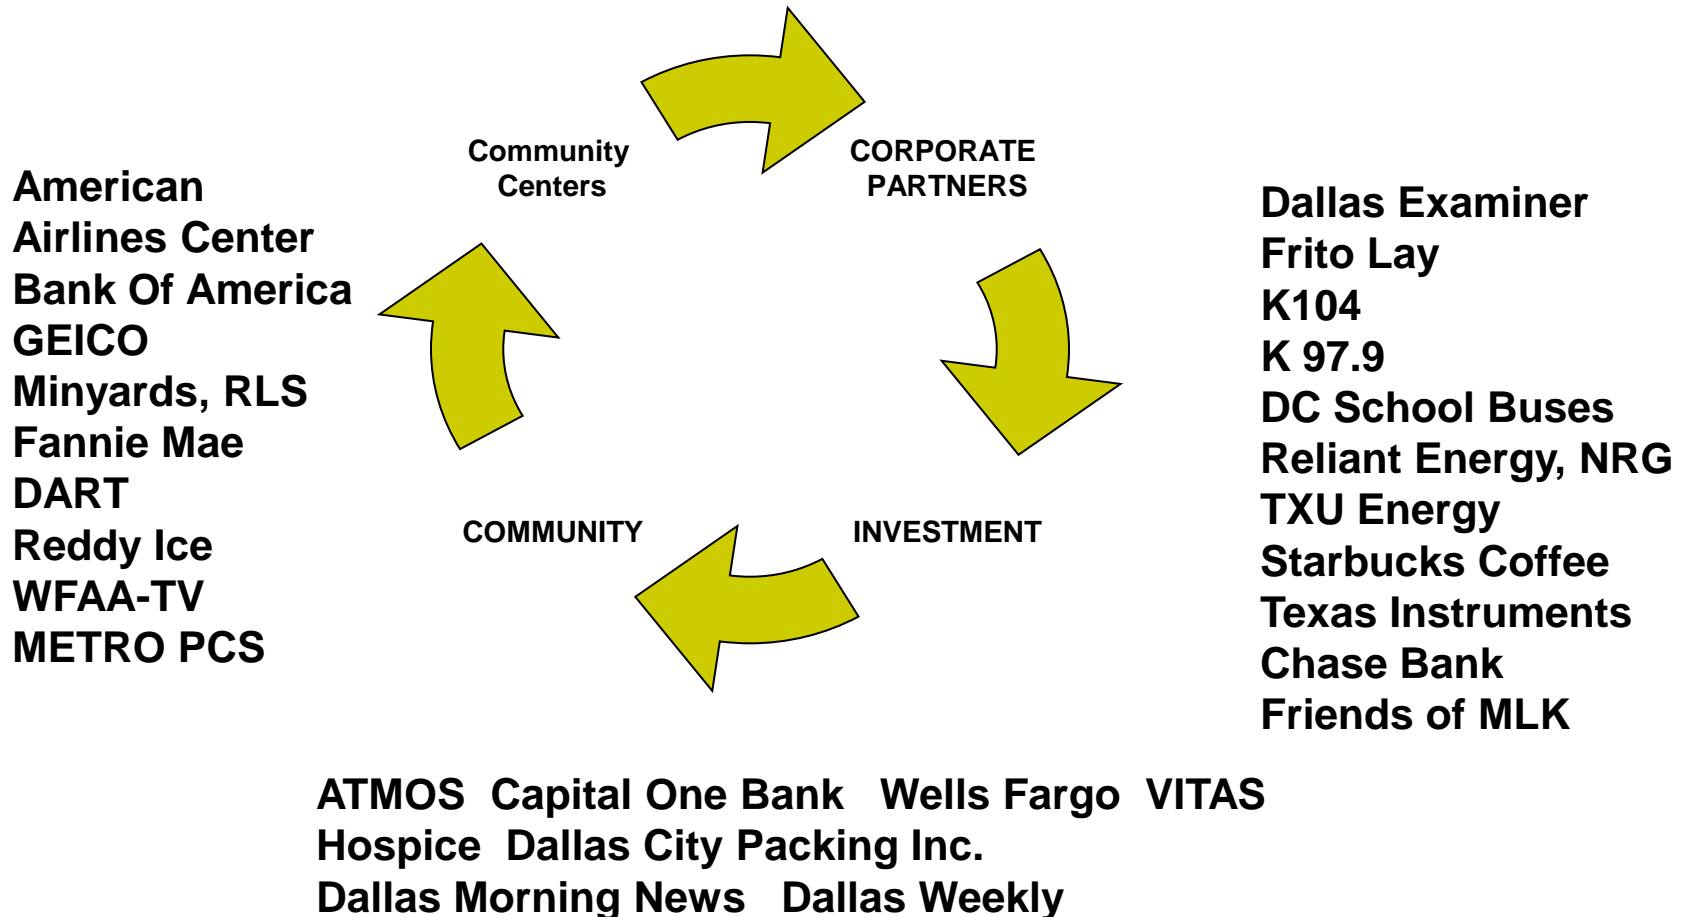 Community
Centers
CORPORATE
PARTNERS
American
Airlines Center
Bank Of America
GEICO
Minyards, RLS
Fannie Mae
DART
Reddy Ice
WFAA-TV
METRO PCS
Dallas Examiner
Frito Lay
K104
K 97.9
DC School Buses
Reliant Energy, NRG
TXU Energy
Starbucks Coffee
Texas Instruments
Chase Bank
Friends of MLK
COMMUNITY
INVESTMENT
ATMOS  Capital One Bank   Wells Fargo  VITAS
Hospice  Dallas City Packing Inc.
Dallas Morning News   Dallas Weekly